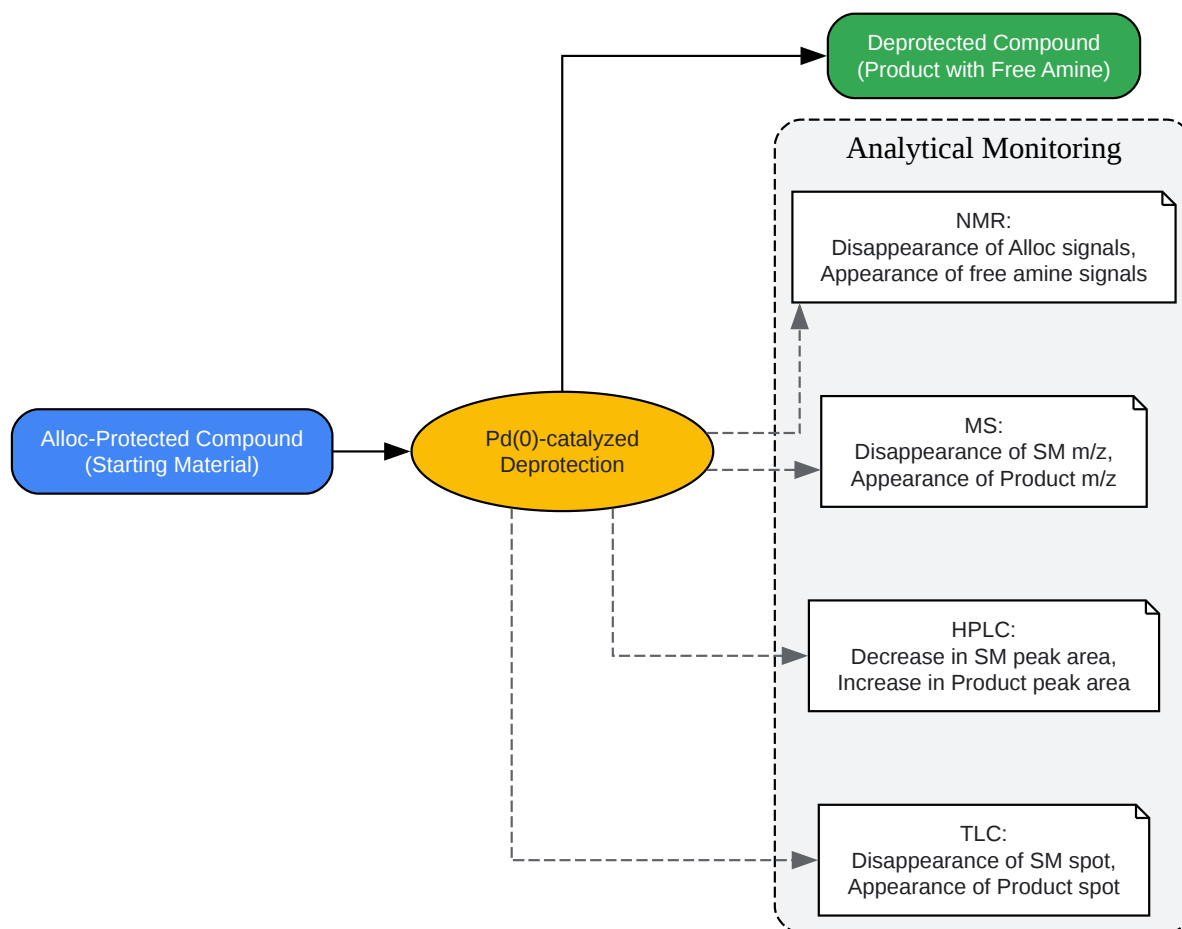 Deprotected Compound
(Product with Free Amine)
Analytical Monitoring
NMR:
Disappearance of Alloc signals,
Appearance of free amine signals
Alloc-Protected Compound
(Starting Material)
Pd(0)-catalyzed
Deprotection
MS:
Disappearance of SM m/z,
Appearance of Product m/z
HPLC:
Decrease in SM peak area,
Increase in Product peak area
TLC:
Disappearance of SM spot,
Appearance of Product spot